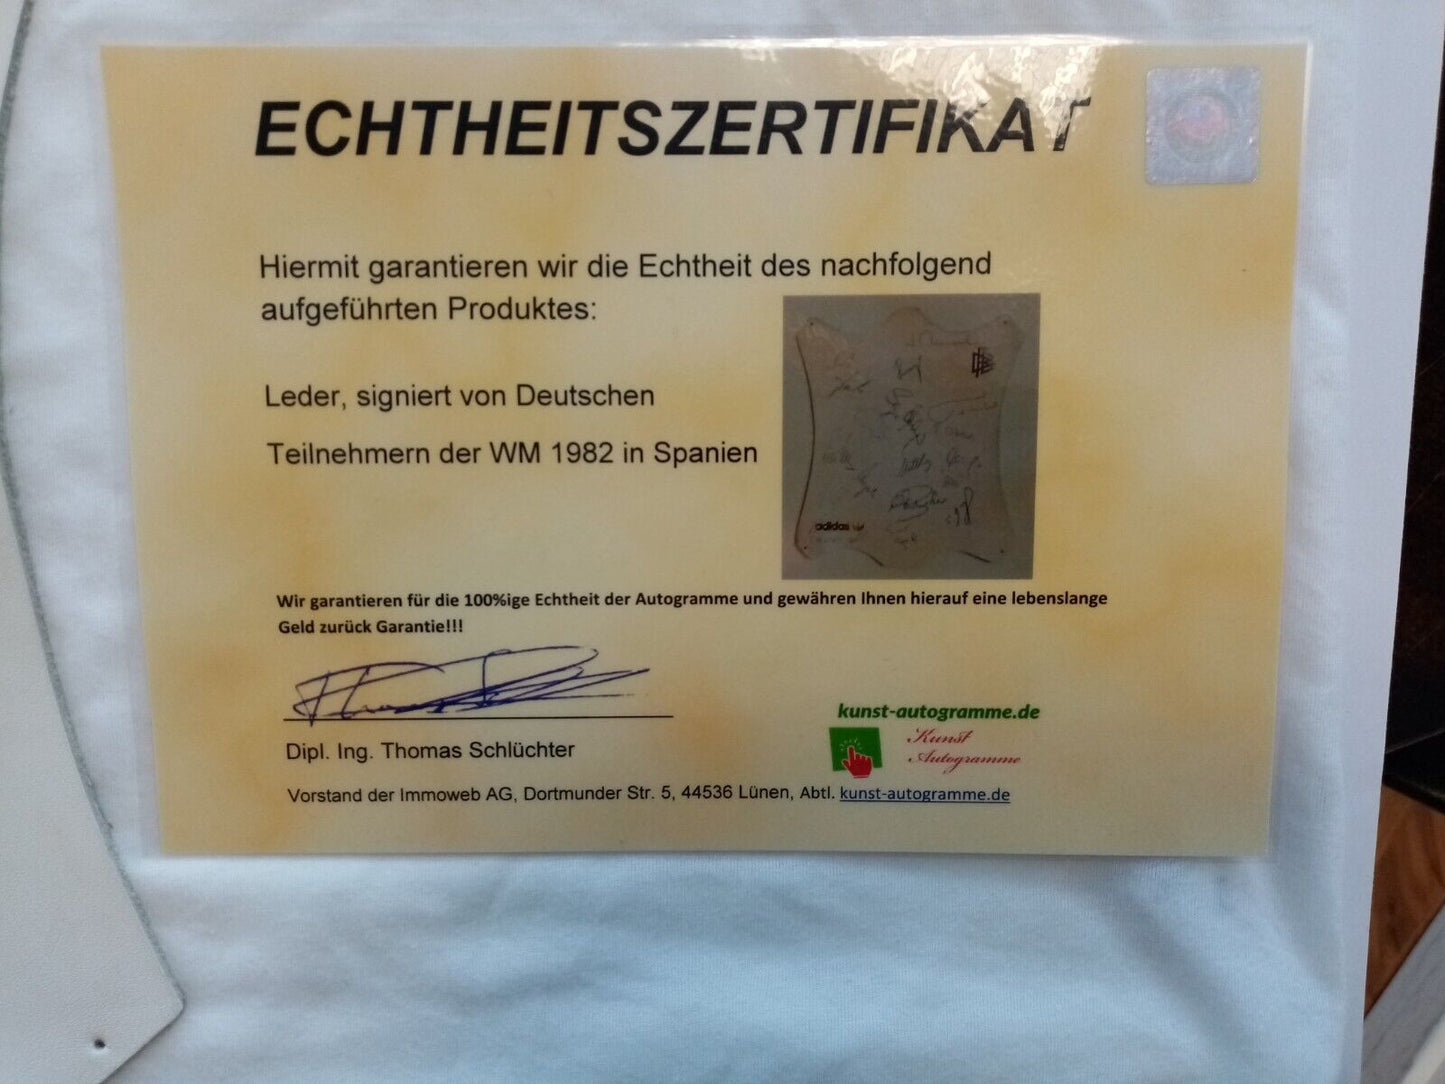 ECHTHEITSZERTIFIKAT
Hiermit garantieren wir die Echtheit des nachfolgend
aufgeführten Produktes:
Leder, signiert von Deutschen
Teilnehmern der WM 1982 in Spanien
adidas
Wir garantieren für die 100%ige Echtheit der Autogramme und gewähren Ihnen hierauf eine lebenslange
Geld zurück Garantie!!!
Dipl. Ing. Thomas Schlüchter
kunst-autogramme.de
Kunst
Autogramme
Vorstand der Immoweb AG, Dortmunder Str. 5, 44536 Lünen, Abtl. kunst-autogramme.de